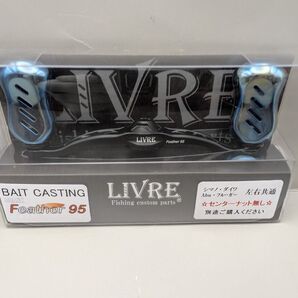 LIVRE
LIVRE
Feather 95
BAIT CASTING
Feather 95
LIVRE®
Fishing custom parts
シマノ・ダイワ
Abu・フルーガー
左右共通
☆センターナット無し☆
別途ご購入ください